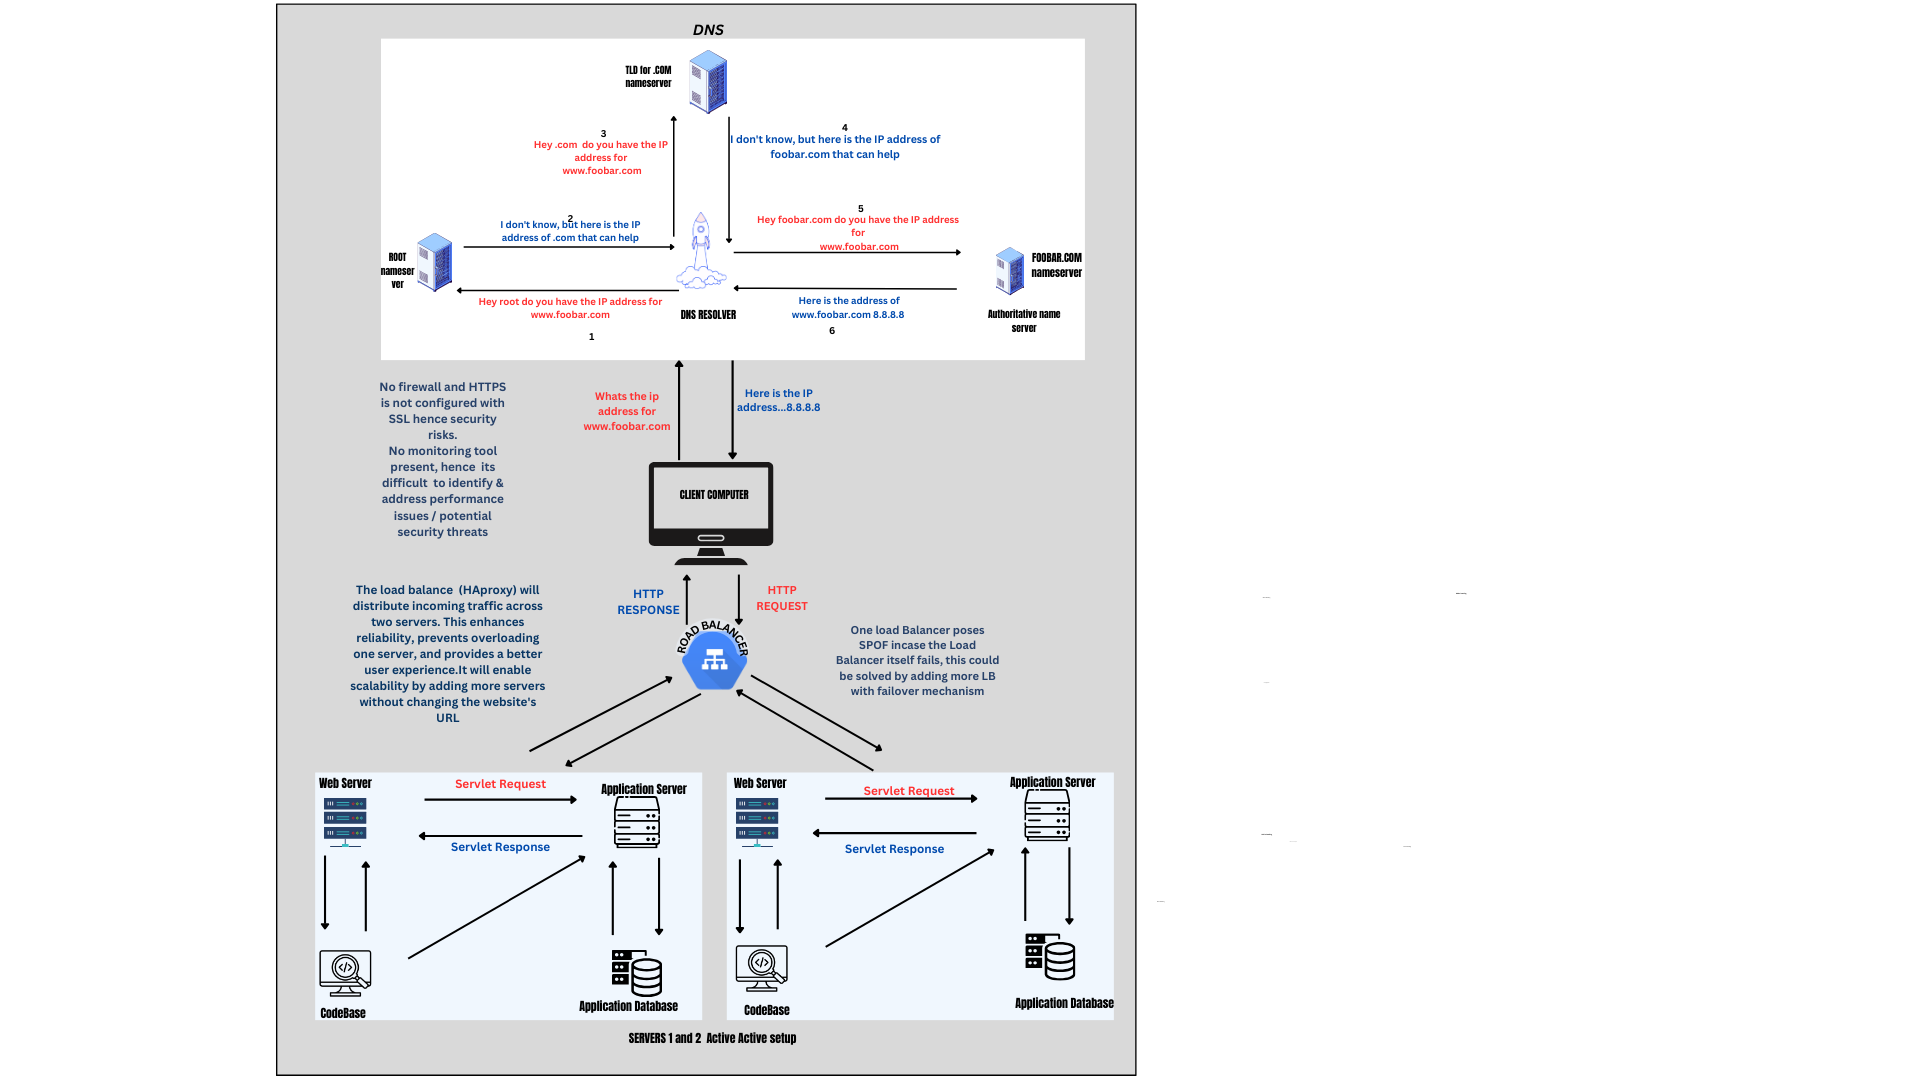 DNS
TLD for .COM
nameserver
3
Hey .com do you have the IP
address for
www.foobar.com
4
I don't know, but here is the IP address of
foobar.com that can help
2
I don't know, but here is the IP
address of .com that can help
5
Hey foobar.com do you have the IP address
for
www.foobar.com
ROOT
nameser
ver
FOOBAR.COM
nameserver
Hey root do you have the IP address for
www.foobar.com
1
DNS RESOLVER
Here is the address of
www.foobar.com 8.8.8.8
6
Authoritative name
server
No firewall and HTTPS
is not configured with
SSL hence security
risks.
No monitoring tool
present, hence its
difficult to identify &
address performance
issues / potential
security threats
Whats the ip
address for
www.foobar.com
Here is the IP
address...8.8.8.8
CLIENT COMPUTER
The load balance (HAproxy) will
distribute incoming traffic across
two servers. This enhances
reliability, prevents overloading
one server, and provides a better
user experience.It will enable
scalability by adding more servers
without changing the website's
URL
HTTP
RESPONSE
HTTP
REQUEST
ROAD BALANCER
One load Balancer poses
SPOF incase the Load
Balancer itself fails, this could
be solved by adding more LB
with failover mechanism
Web Server
Servlet Request
Application Server
Servlet Response
CodeBase
Application Database
Web Server
Servlet Request
Application Server
Servlet Response
CodeBase
Application Database
SERVERS 1 and 2 Active Active setup